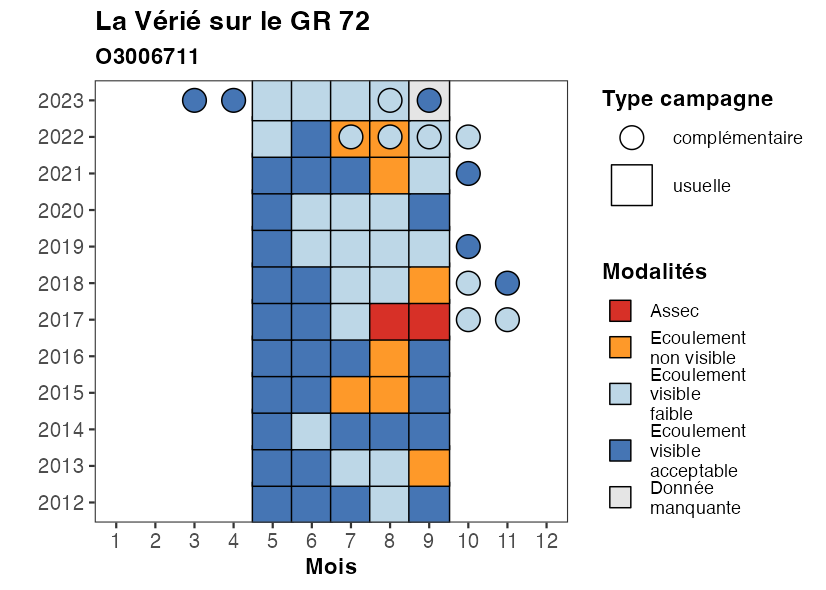 La Vérié sur le GR 72
O3006711
2023
2022
2021
2020
2019
2018
2017
2016
2015
2014
2013
2012
1 2 3 4 5 6 7 8 9 10 11 12
Mois
Type campagne
complémentaire
usuelle
Modalités
Assec
Ecoulement
non visible
Ecoulement
visible
faible
Ecoulement
visible
acceptable
Donnée
manquante